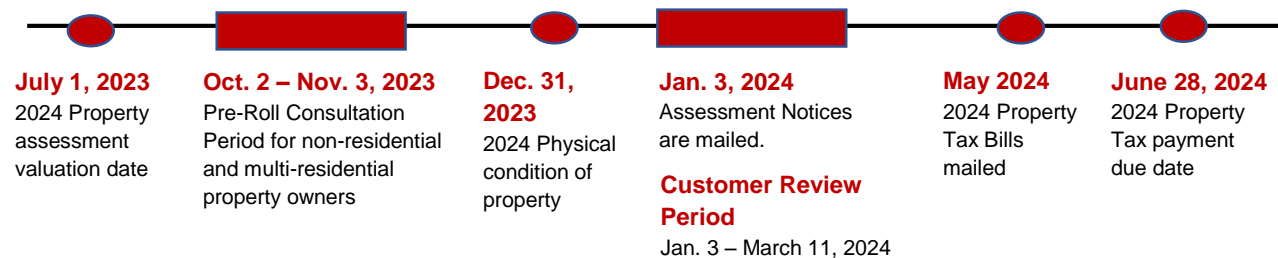 July 1, 2023
2024 Property
assessment
valuation date
Oct. 2 – Nov. 3, 2023
Pre-Roll Consultation
Period for non-residential
and multi-residential
property owners
Dec. 31,
2023
2024 Physical
condition of
property
Jan. 3, 2024
Assessment Notices
are mailed.
Customer Review
Period
Jan. 3 – March 11, 2024
May 2024
2024 Property
Tax Bills
mailed
June 28, 2024
2024 Property
Tax payment
due date